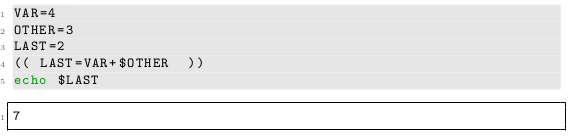 1 VAR=4
2 OTHER=3
3 LAST=2
4 (( LAST=VAR+$OTHER  ))
5 echo $LAST
1 7